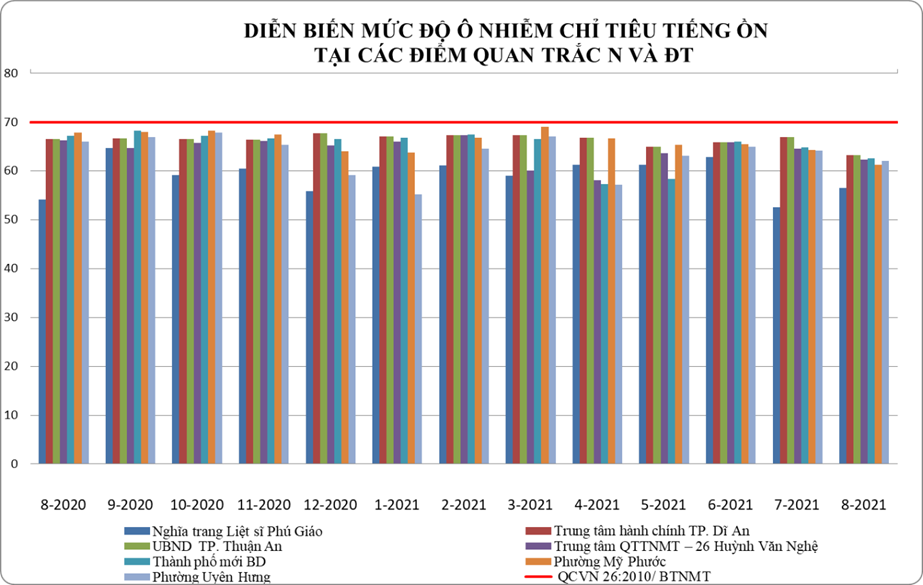 DIỄN BIẾN MỨC ĐỘ Ô NHIỄM CHỈ TIÊU TIẾNG ỒN
TẠI CÁC ĐIỂM QUAN TRẮC N VÀ ĐT
80
70
60
50
40
30
20
10
0
8-2020 9-2020 10-2020 11-2020 12-2020 1-2021 2-2021 3-2021 4-2021 5-2021 6-2021 7-2021 8-2021
Nghĩa trang Liệt sĩ Phú Giáo
Trung tâm hành chính TP. Dĩ An
UBND TP. Thuận An
Trung tâm QTTNMT – 26 Huỳnh Văn Nghệ
Thành phố mới BD
Phường Mỹ Phước
Phường Uyên Hưng
QCVN 26:2010/ BTNMT